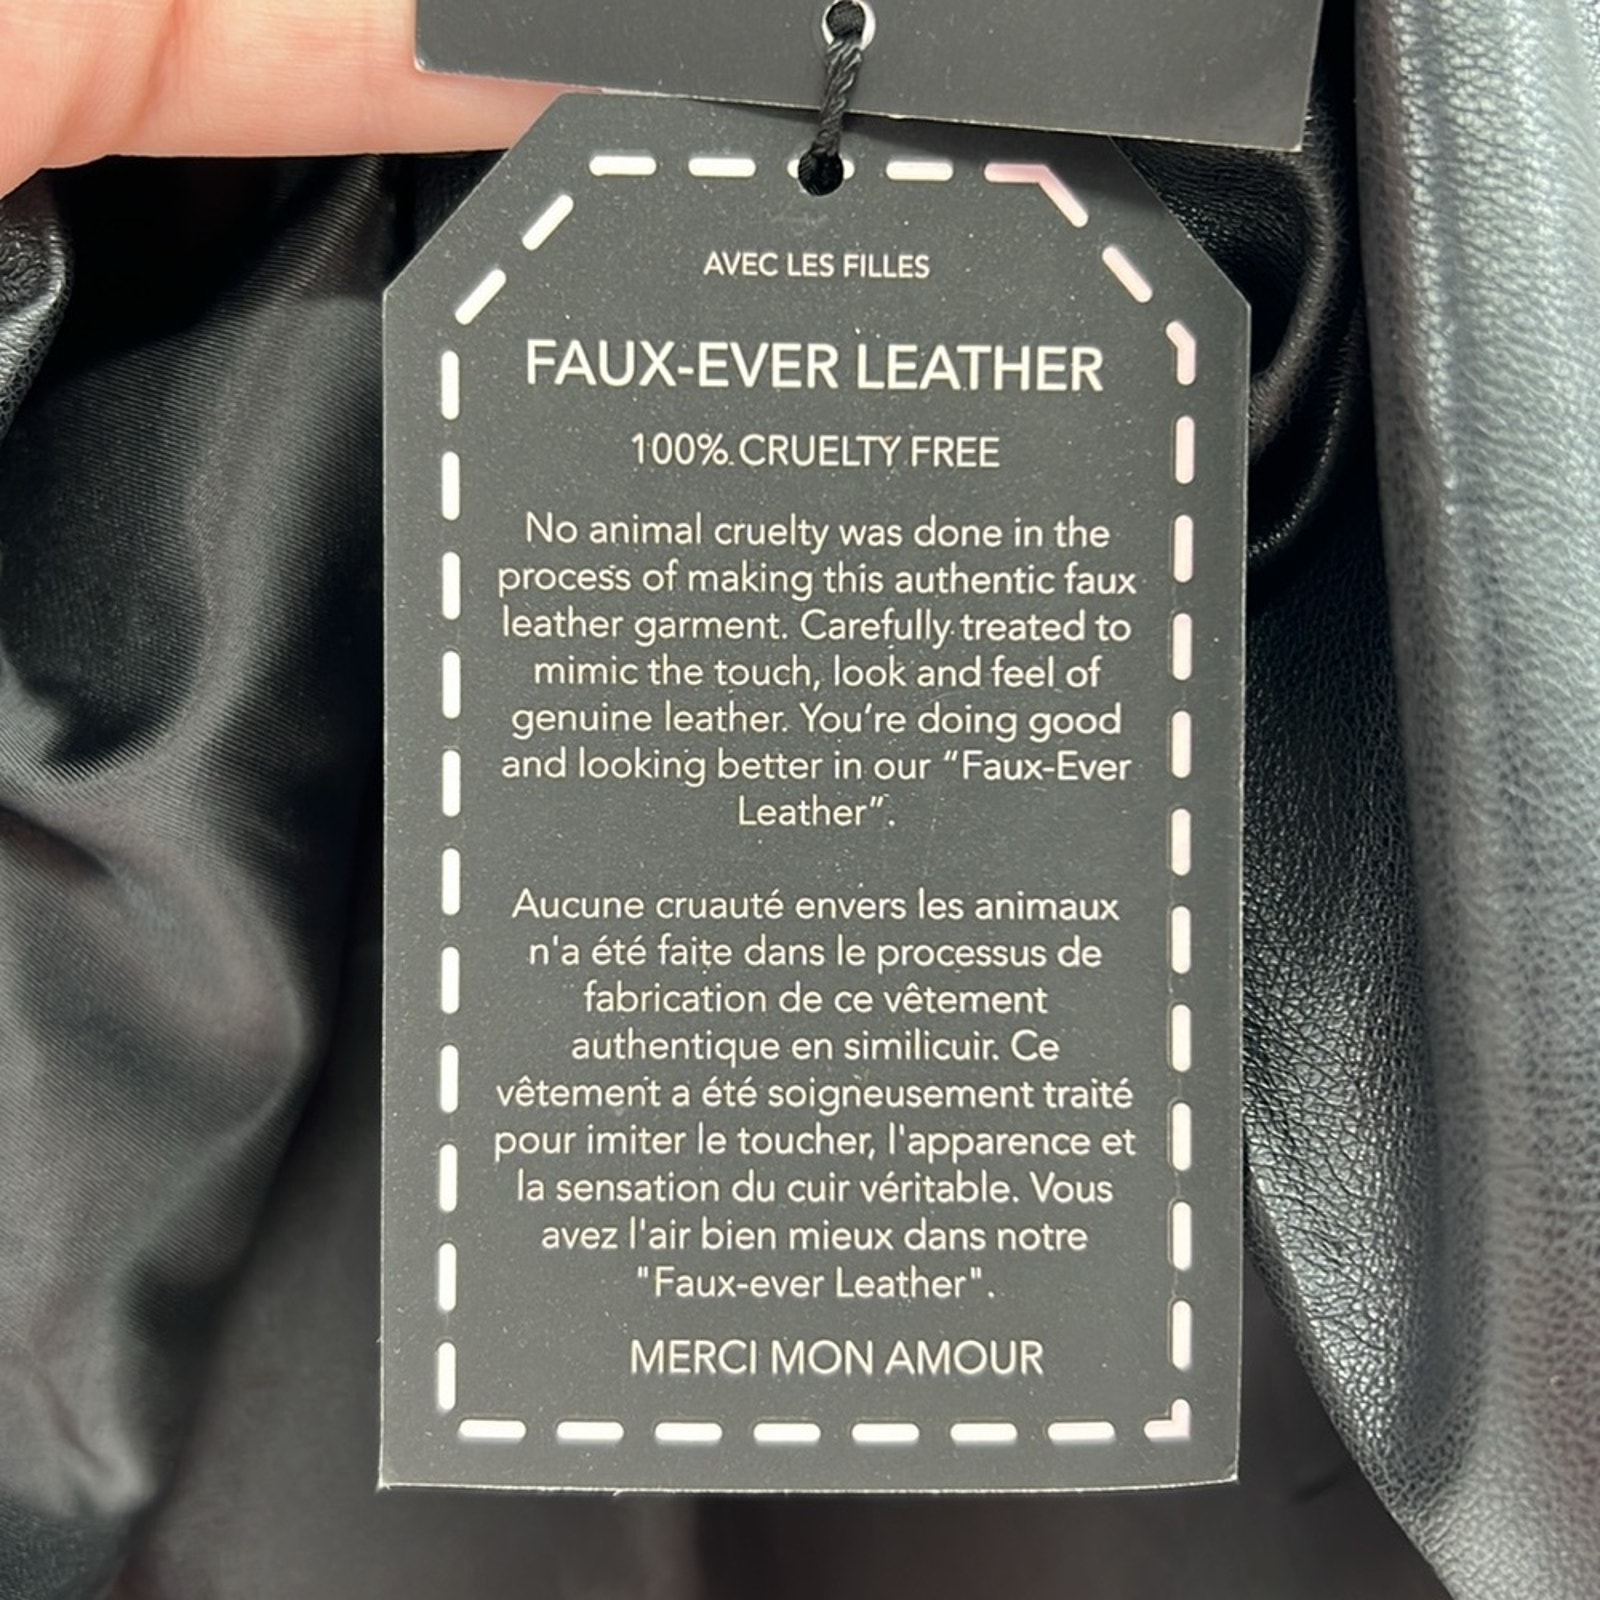 AVEC LES FILLES
FAUX-EVER LEATHER
100% CRUELTY FREE
No animal cruelty was done in the
process of making this authentic faux
leather garment. Carefully treated to
mimic the touch, look and feel of
genuine leather. You’re doing good
and looking better in our “Faux-Ever
Leather”.
Aucune cruauté envers les animaux
n'a été faite dans le processus de
fabrication de ce vêtement
authentique en similicuir. Ce
vêtement a été soigneusement traité
pour imiter le toucher, l'apparence et
la sensation du cuir véritable. Vous
avez l'air bien mieux dans notre
"Faux-ever Leather".
MERCI MON AMOUR